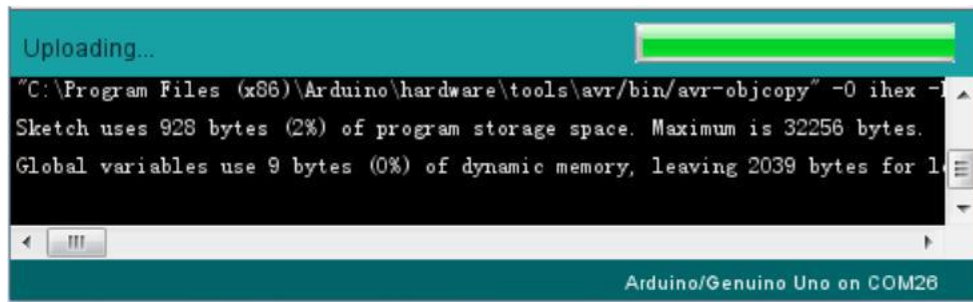 Uploading...
"C:\Program Files (x86)\Arduino\hardware\tools\avr/bin/avr-objcopy" -O ihex
Sketch uses 928 bytes (2%) of program storage space. Maximum is 32256 bytes.
Global variables use 9 bytes (0%) of dynamic memory, leaving 2039 bytes for
Arduino/Genuino Uno on COM26